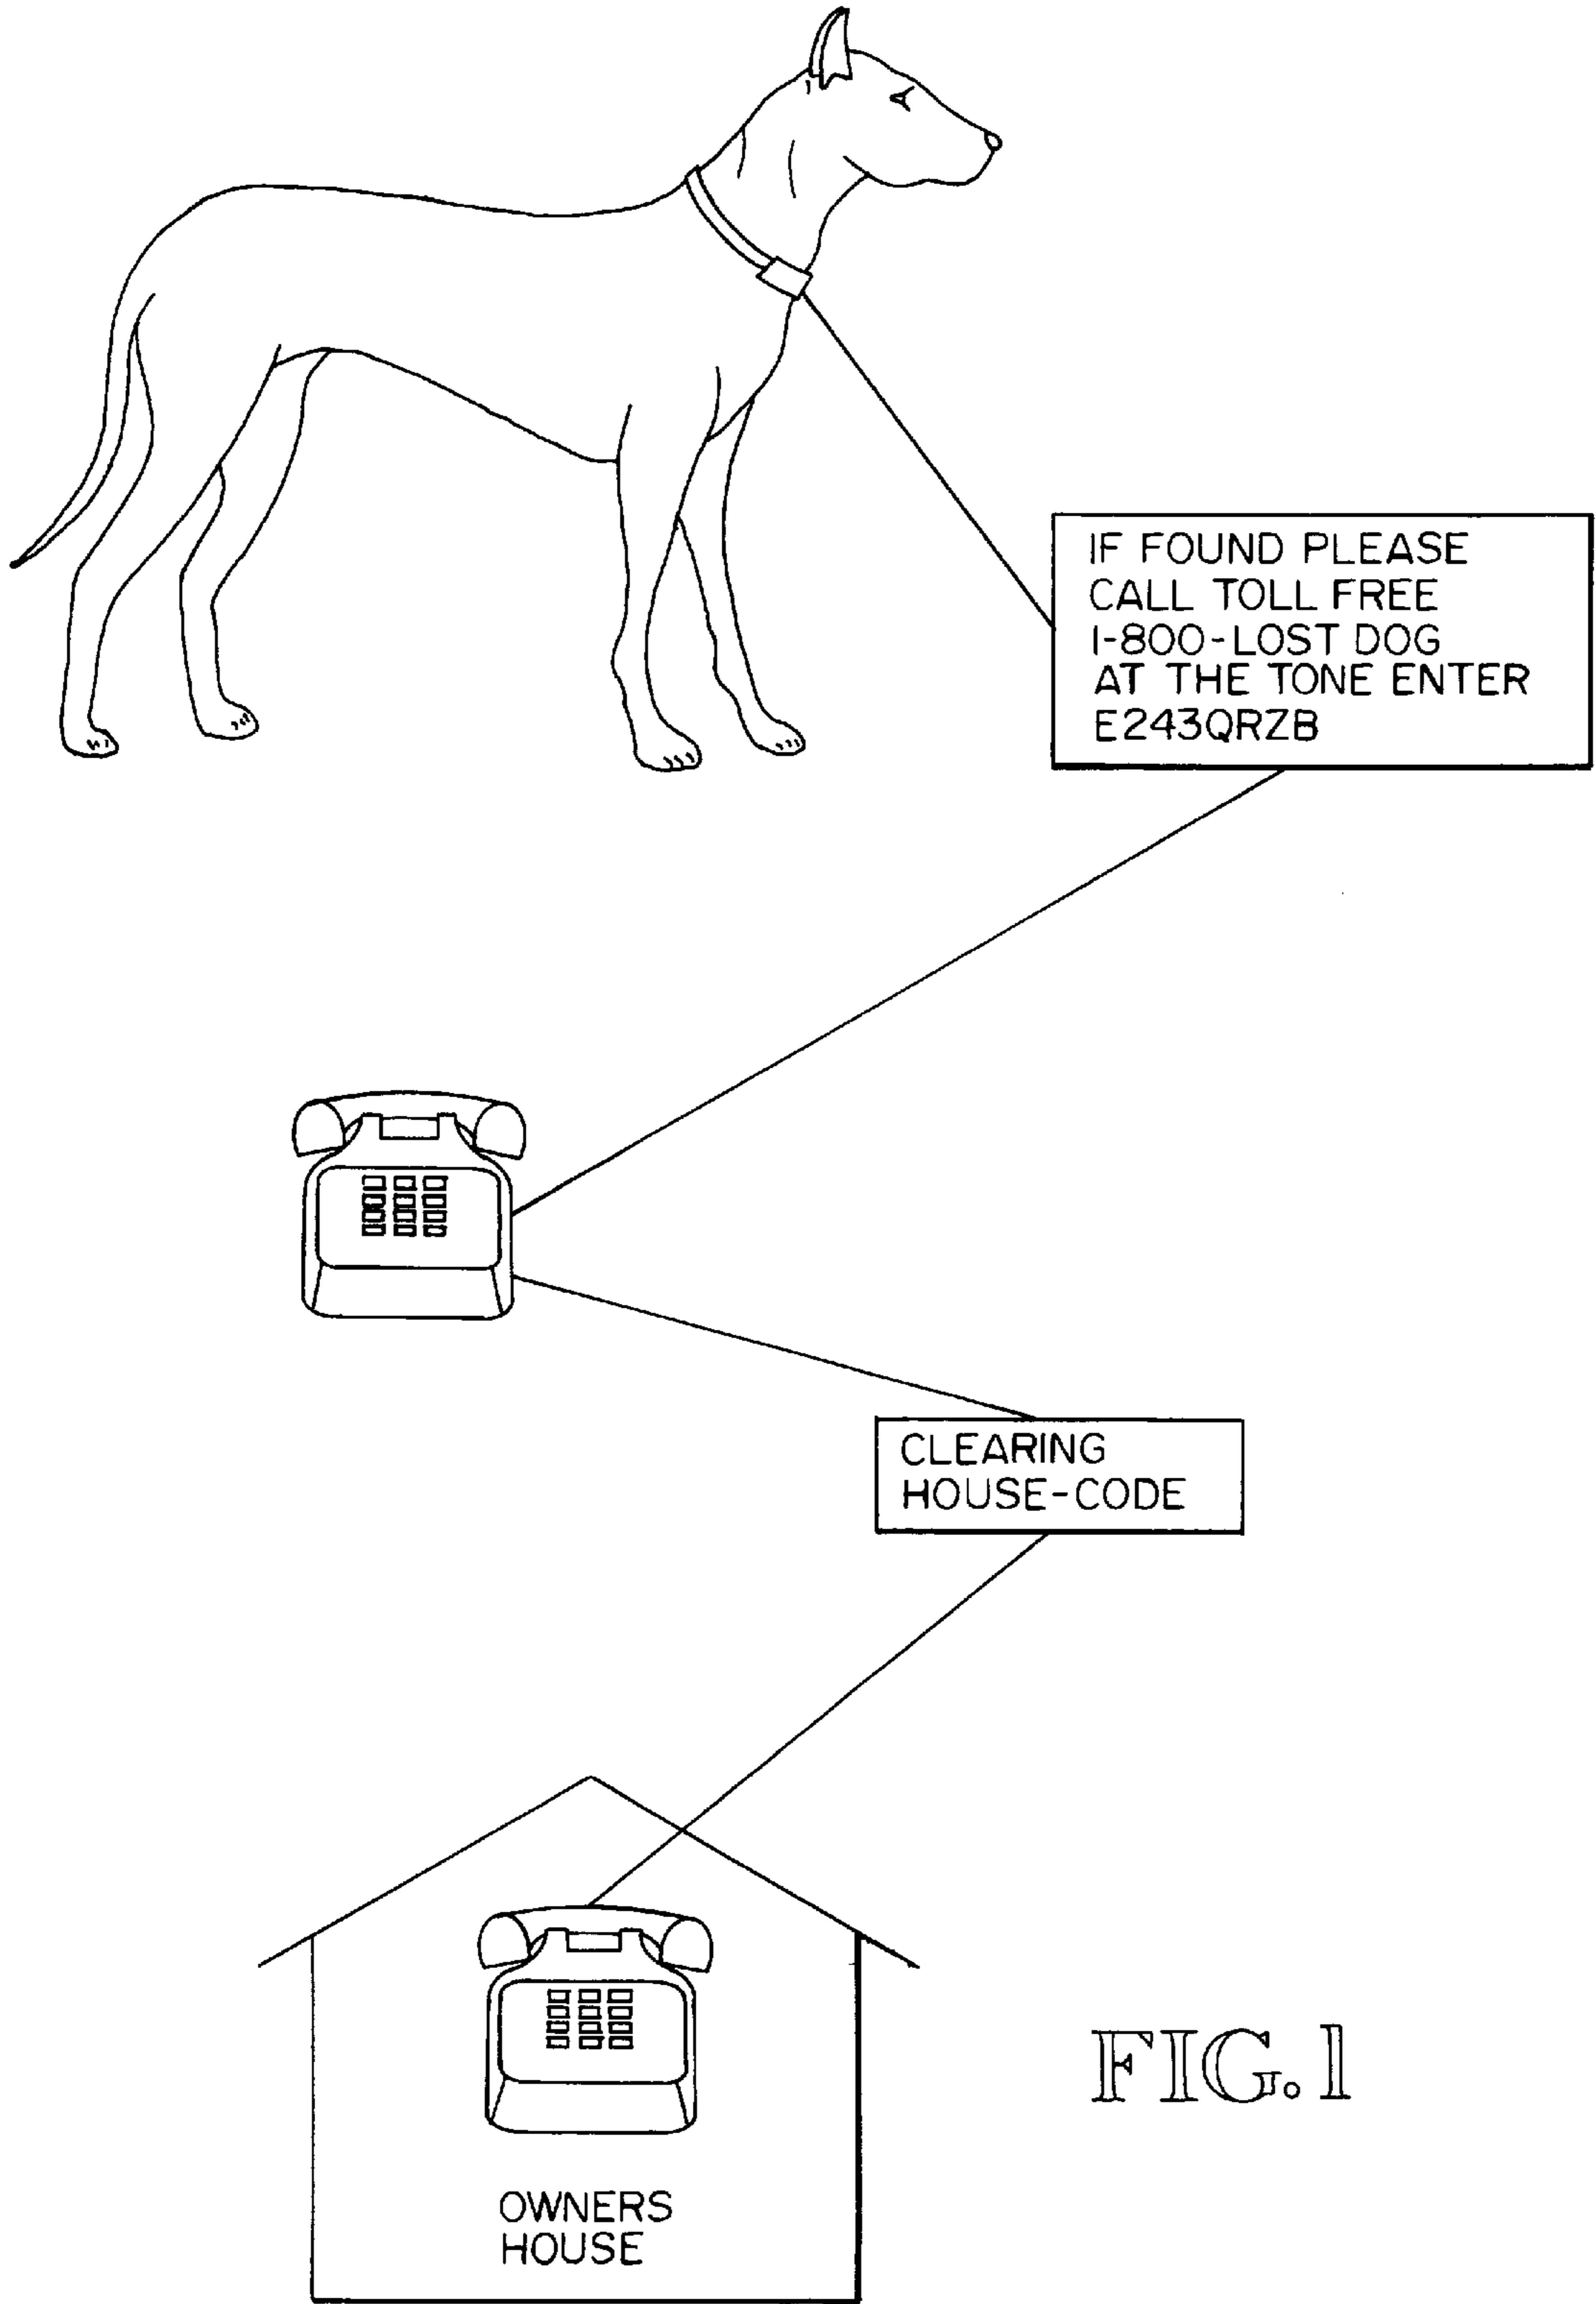 IF FOUND PLEASE
CALL TOLL FREE
1-800-LOST DOG
AT THE TONE ENTER
E243QRZB
CLEARING
HOUSE-CODE
OWNERS
HOUSE
FIG. 1